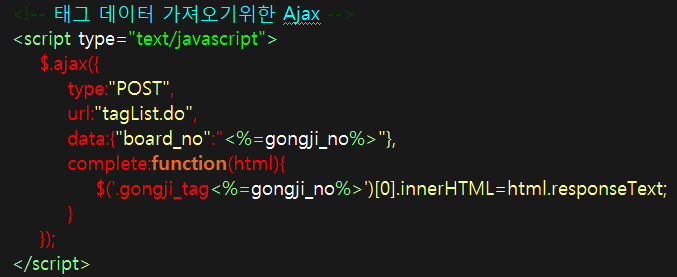 <!-- 태그 데이터 가져오기위한 Ajax -->
<script type="text/javascript">
$.ajax({
type:"POST",
url:"tagList.do",
data:{"board_no":"<%=gongji_no%>"},
complete:function(html){
$('.gongji_tag<%=gongji_no%>')[0].innerHTML=html.responseText;
}
});
</script>